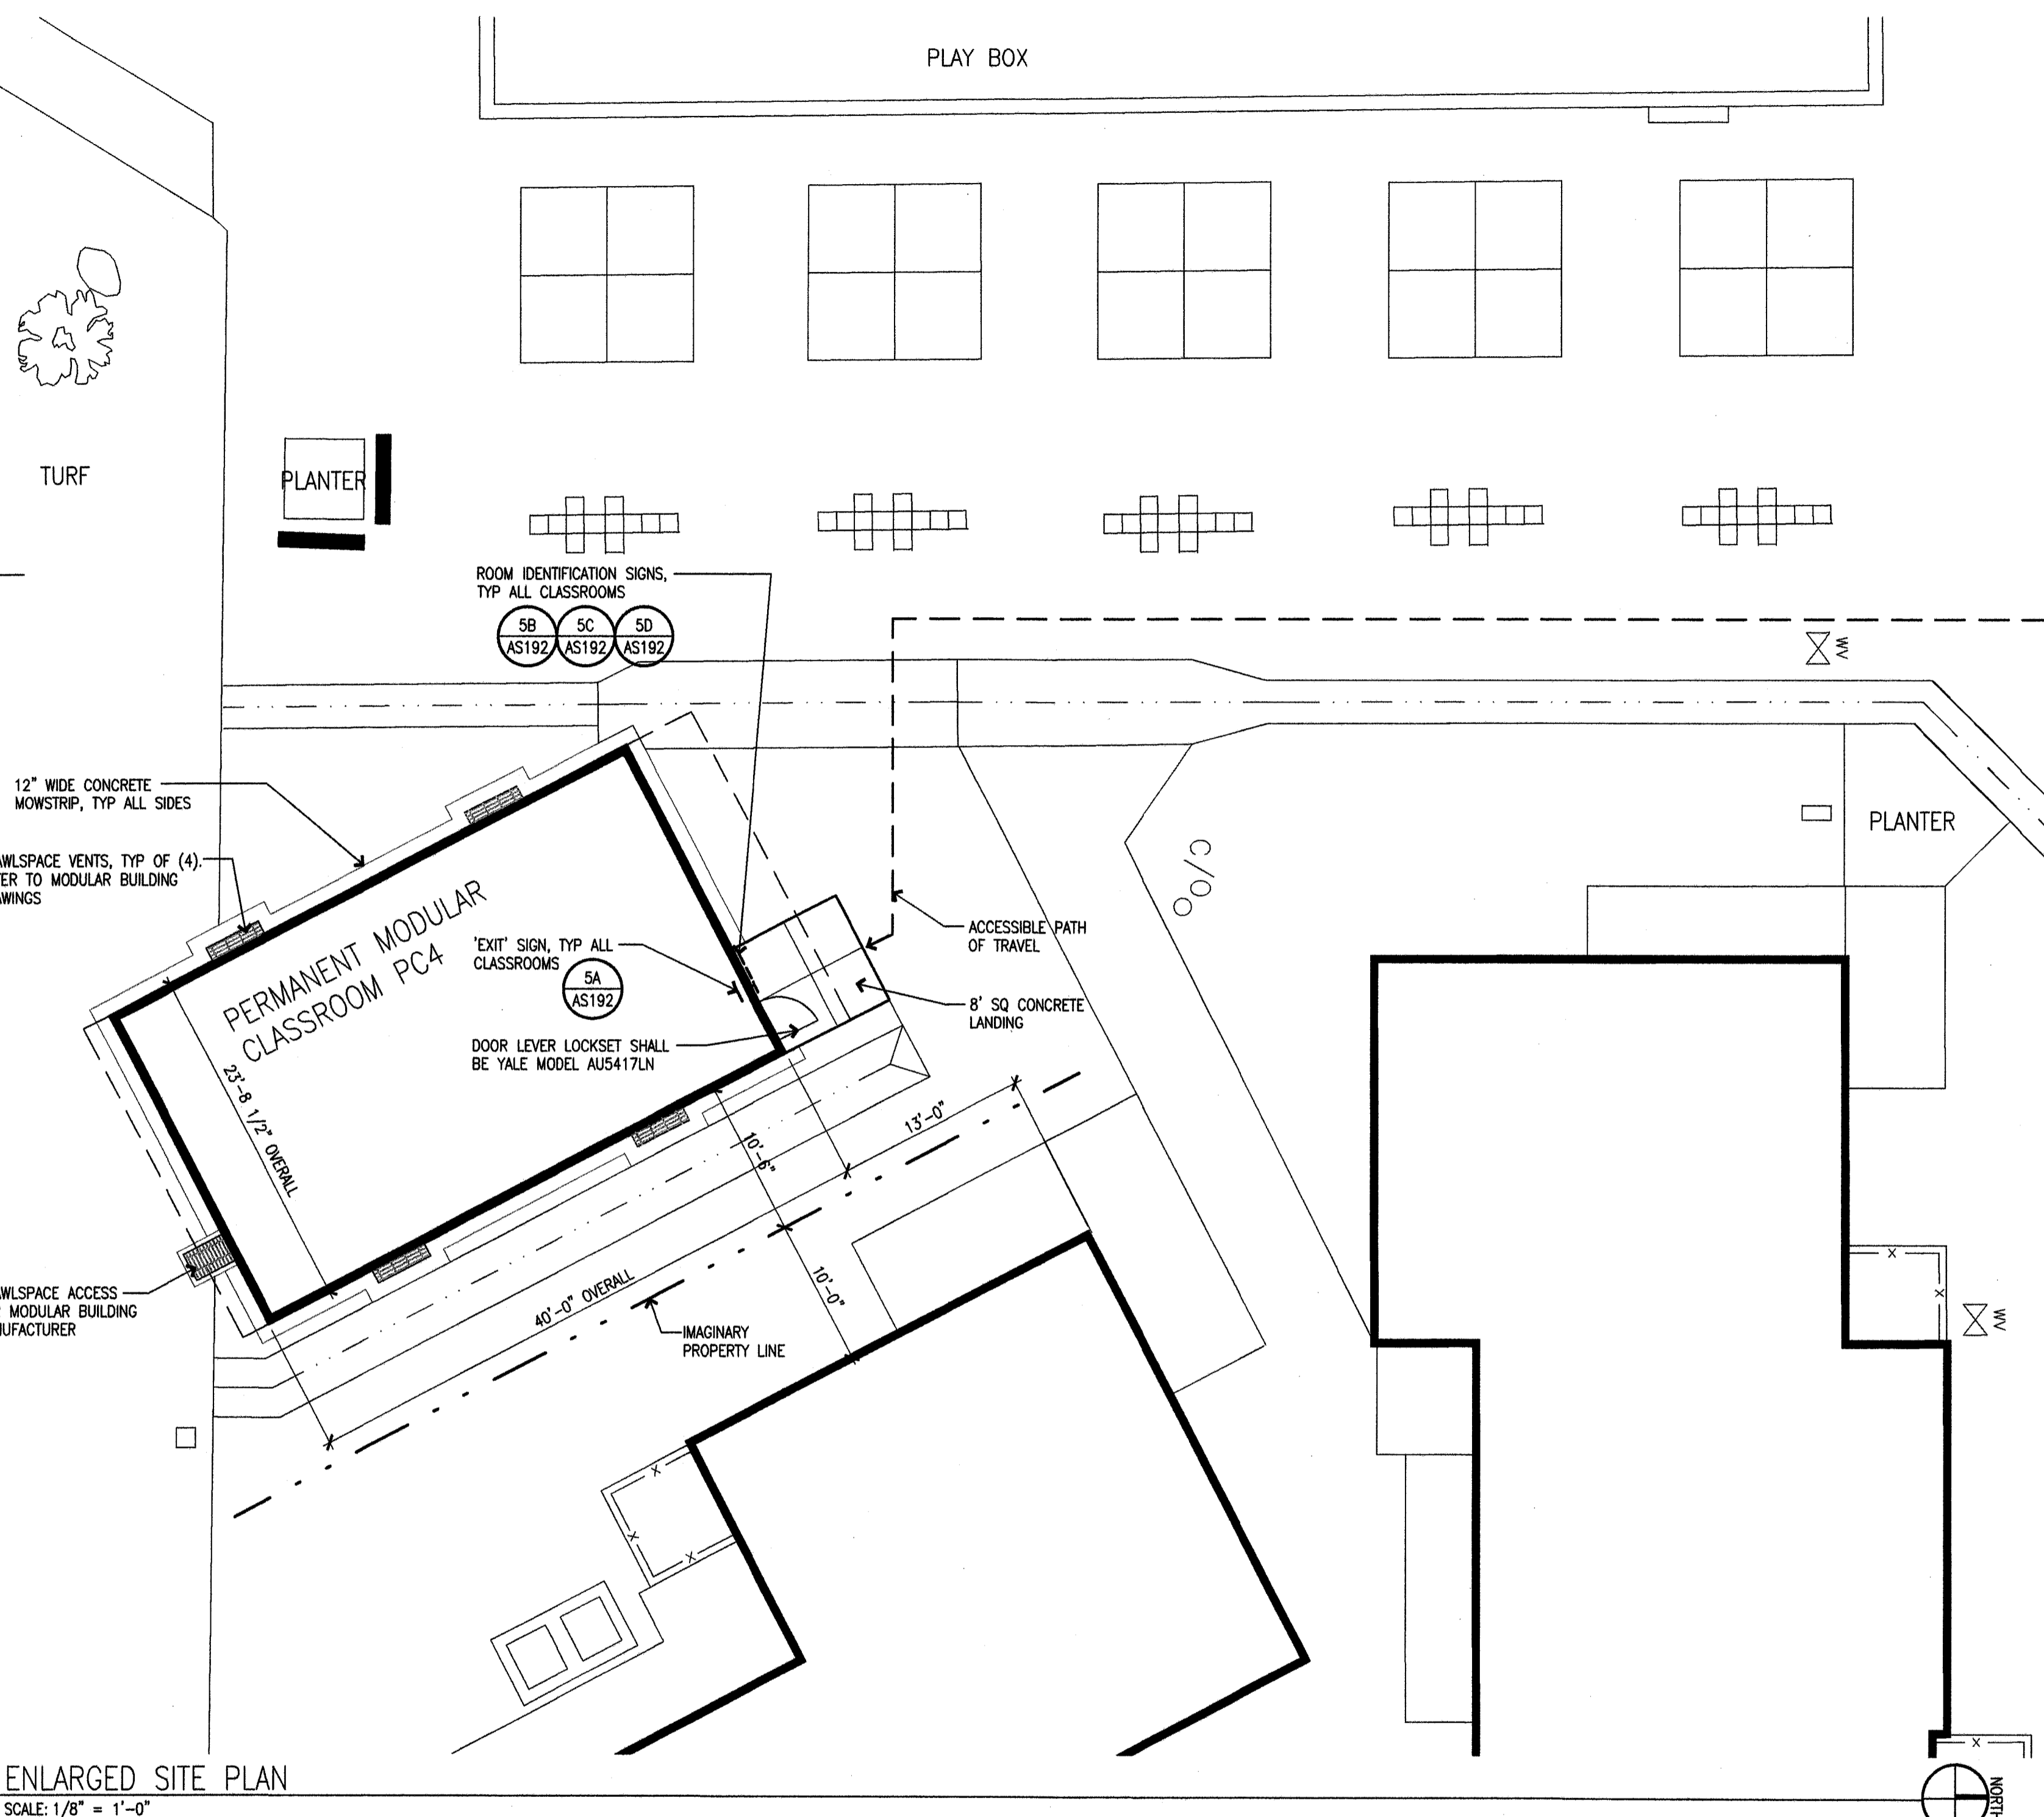 PLAY BOX
TURF
PLANTER
ROOM IDENTIFICATION SIGNS,
TYP ALL CLASSROOMS
5B
AS192
5C
AS192
5D
AS192
WV
12" WIDE CONCRETE
MOWSTRIP, TYP ALL SIDES
PLANTER
AWLSPACE VENTS, TYP OF (4).
ER TO MODULAR BUILDING
AWINGS
C/O
PERMANENT MODULAR
CLASSROOM PC4
'EXIT' SIGN, TYP ALL
CLASSROOMS
5A
AS192
ACCESSIBLE PATH
OF TRAVEL
8' SQ CONCRETE
LANDING
DOOR LEVER LOCKSET SHALL
BE YALE MODEL AU5417LN
23'-8 1/2" OVERALL
13'-0"
10'-6"
10'-0"
40'-0" OVERALL
AWLSPACE ACCESS
MODULAR BUILDING
NUFACTURER
IMAGINARY
PROPERTY LINE
X
X
WV
X
X
X
X
ENLARGED SITE PLAN
SCALE: 1/8" = 1'-0"
NORTH